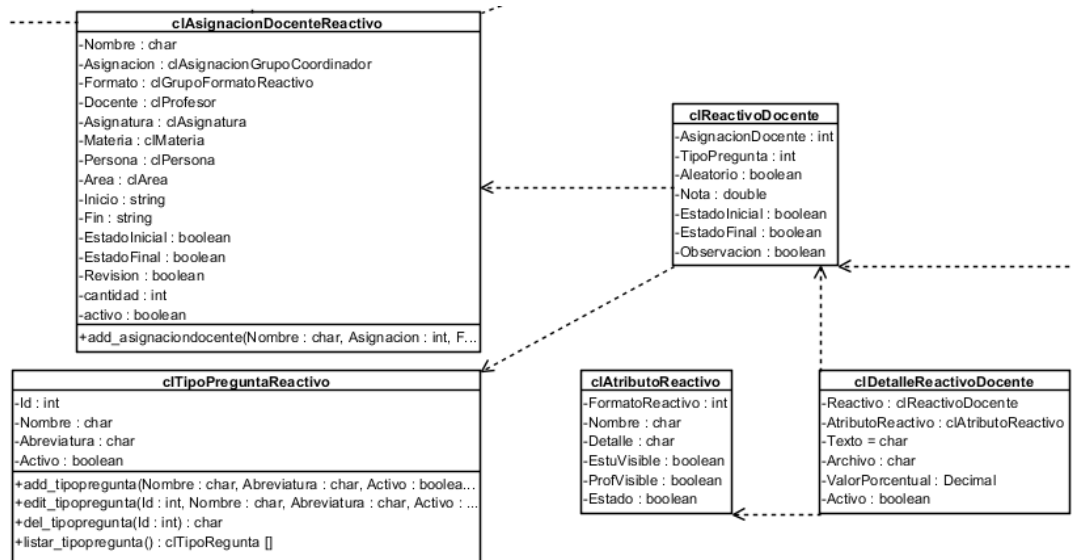 clAsignacionDocenteReactivo
-Nombre : char
-Asignacion : clAsignacionGrupoCoordinador
-Formato : clGrupoFormatoReactivo
-Docente : clProfesor
-Asignatura : clAsignatura
-Materia : clMateria
-Persona : clPersona
-Area : clArea
-Inicio : string
-Fin : string
-EstadoInicial : boolean
-EstadoFinal : boolean
-Revision : boolean
-cantidad : int
-activo : boolean
+add_asignaciondocente(Nombre : char, Asignacion : int, F...
clReactivoDocente
-AsignacionDocente : int
-TipoPregunta : int
-Aleatorio : boolean
-Nota : double
-EstadoInicial : boolean
-EstadoFinal : boolean
-Observacion : boolean
clTipoPreguntaReactivo
-Id : int
-Nombre : char
-Abreviatura : char
-Activo : boolean
+add_tipopregunta(Nombre : char, Abreviatura : char, Activo : boolea...
+edit_tipopregunta(Id : int, Nombre : char, Abreviatura : char, Activo : ...
+del_tipopregunta(Id : int) : char
+listar_tipopregunta() : clTipoRegunta []
clAtributoReactivo
-FormatoReactivo : int
-Nombre : char
-Detalle : char
-EstuVisible : boolean
-ProfVisible : boolean
-Estado : boolean
clDetalleReactivoDocente
-Reactivo : clReactivoDocente
-AtributoReactivo : clAtributoReactivo
-Texto = char
-Archivo : char
-ValorPorcentual : Decimal
-Activo : boolean